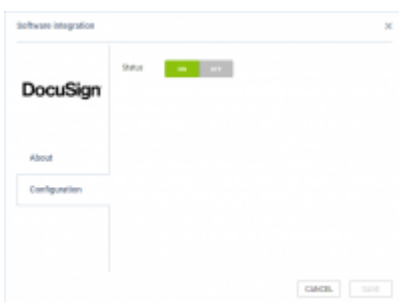 Software integration
Status ON OFF
DocuSign
About
Configuration
CANCEL SAVE